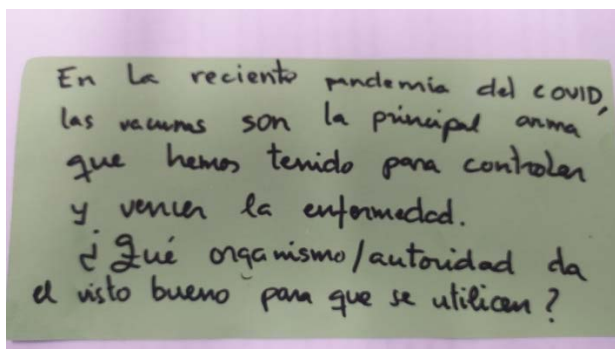 En la reciente pandemia del COVID,
las vacunas son la principal arma
que hemos tenido para controlar
y vencer la enfermedad.
¿Qué organismo/autoridad da
el visto bueno para que se utilicen?